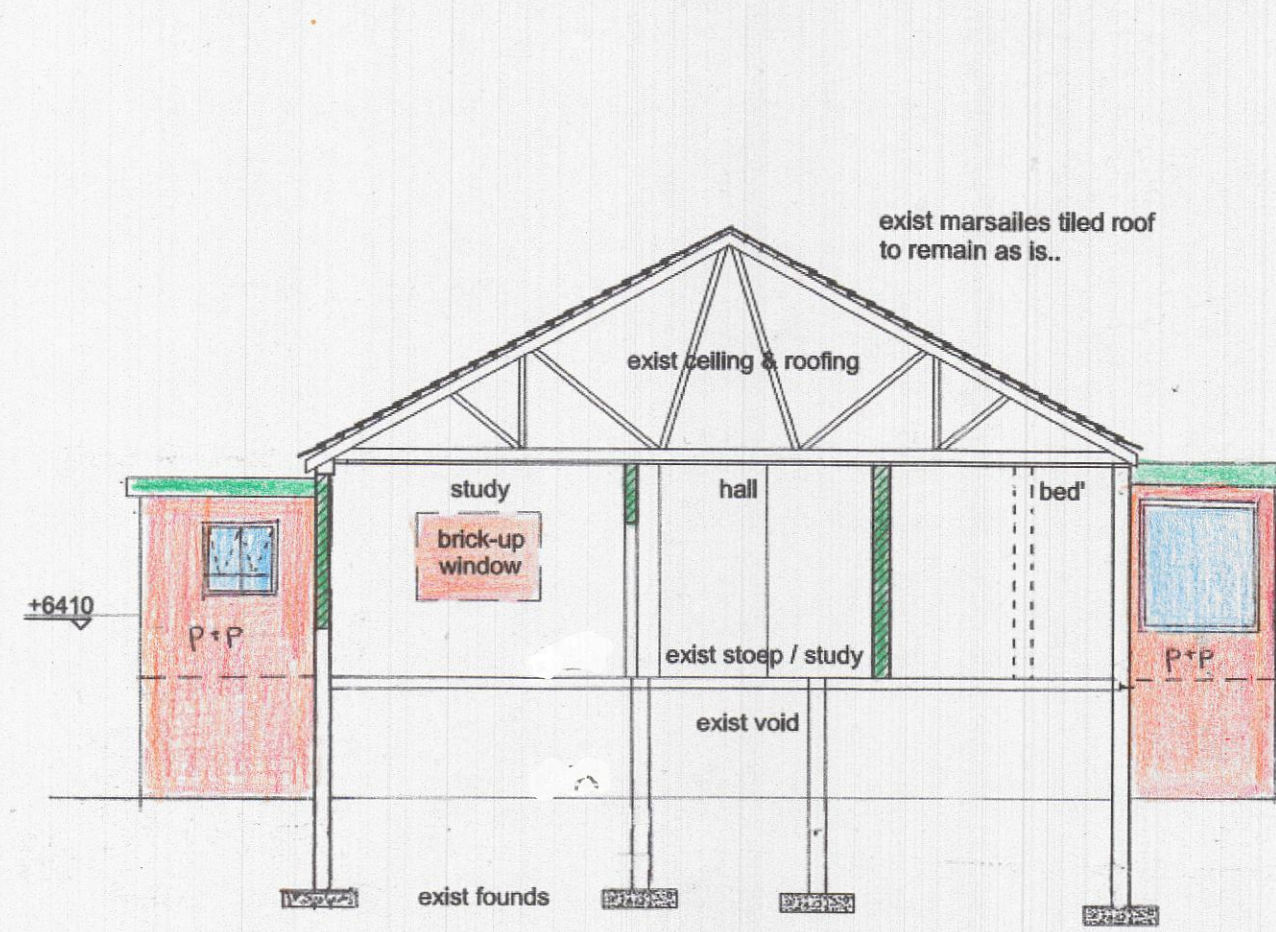 exist marsailes tiled roof
to remain as is..
exist ceiling & roofing
study
hall
bed'
brick-up
window
+6410
P+P
exist stoep / study
P+P
exist void
exist founds